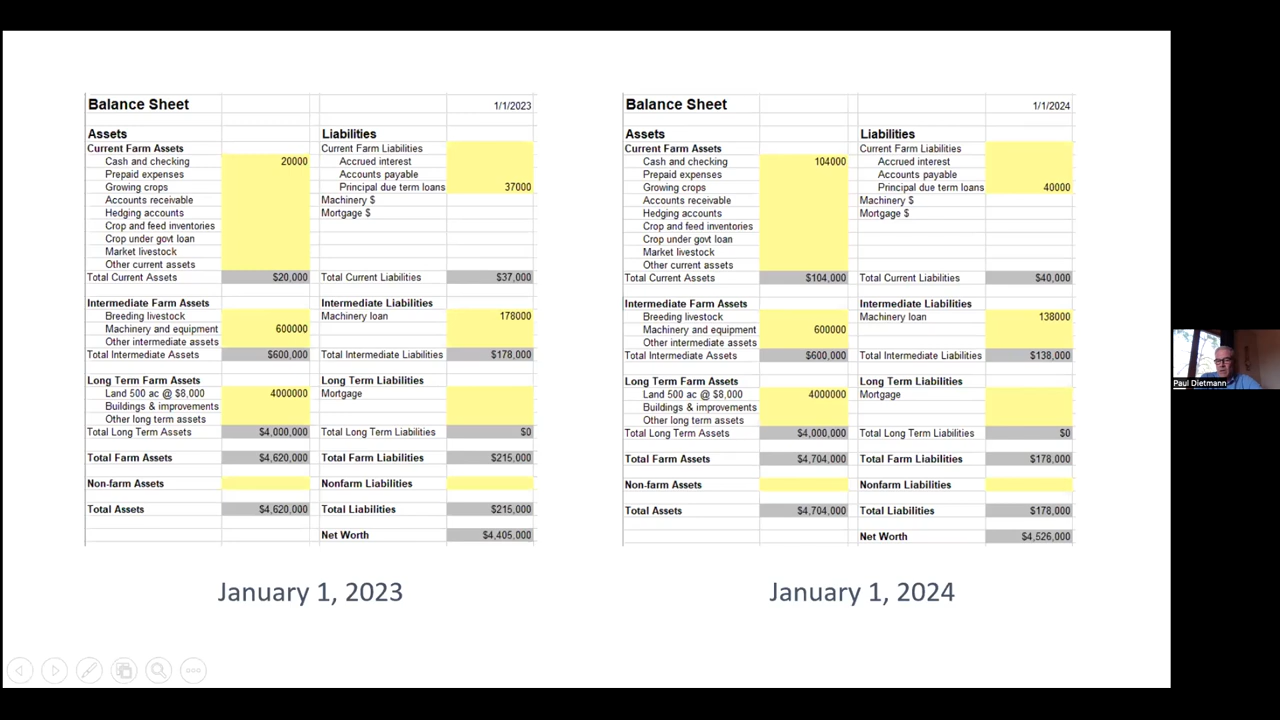 Balance Sheet 1/1/2023
Assets Liabilities
Current Farm Assets Current Farm Liabilities
Cash and checking 20000 Accrued interest
Prepaid expenses Accounts payable
Growing crops Principal due term loans 37000
Accounts receivable Machinery $
Hedging accounts Mortgage $
Crop and feed inventories
Crop under govt loan
Market livestock
Other current assets
Total Current Assets $20,000 Total Current Liabilities $37,000
Intermediate Farm Assets Intermediate Liabilities
Breeding livestock Machinery loan 178000
Machinery and equipment 600000
Other intermediate assets
Total Intermediate Assets $600,000 Total Intermediate Liabilities $178,000
Long Term Farm Assets Long Term Liabilities
Land 500 ac @ $8,000 4000000 Mortgage
Buildings & improvements
Other long term assets
Total Long Term Assets $4,000,000 Total Long Term Liabilities $0
Total Farm Assets $4,620,000 Total Farm Liabilities $215,000
Non-farm Assets Nonfarm Liabilities
Total Assets $4,620,000 Total Liabilities $215,000
Net Worth $4,405,000
January 1, 2023
Balance Sheet 1/1/2024
Assets Liabilities
Current Farm Assets Current Farm Liabilities
Cash and checking 104000 Accrued interest
Prepaid expenses Accounts payable
Growing crops Principal due term loans 40000
Accounts receivable Machinery $
Hedging accounts Mortgage $
Crop and feed inventories
Crop under govt loan
Market livestock
Other current assets
Total Current Assets $104,000 Total Current Liabilities $40,000
Intermediate Farm Assets Intermediate Liabilities
Breeding livestock Machinery loan 138000
Machinery and equipment 600000
Other intermediate assets
Total Intermediate Assets $600,000 Total Intermediate Liabilities $138,000
Long Term Farm Assets Long Term Liabilities
Land 500 ac @ $8,000 4000000 Mortgage
Buildings & improvements
Other long term assets
Total Long Term Assets $4,000,000 Total Long Term Liabilities $0
Total Farm Assets $4,704,000 Total Farm Liabilities $178,000
Non-farm Assets Nonfarm Liabilities
Total Assets $4,704,000 Total Liabilities $178,000
Net Worth $4,526,000
January 1, 2024
Paul Dietmann